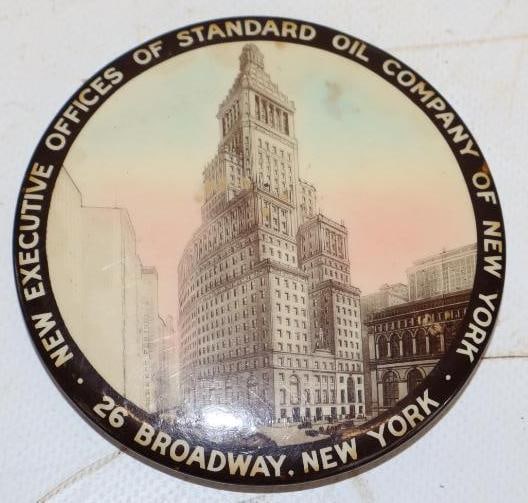 NEW EXECUTIVE OFFICES OF STANDARD OIL COMPANY OF NEW YORK
· 26 BROADWAY, NEW YORK ·